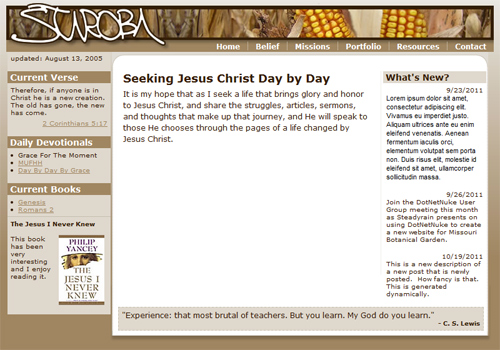 STUROBA
Home | Belief | Missions | Portfolio | Resources | Contact
updated: August 13, 2005
Current Verse
Therefore, if anyone is in
Christ he is a new creation.
The old has gone, the new
has come.
2 Corinthians 5:17
Daily Devotionals
Grace For The Moment
MUFHH
Day By Day By Grace
Current Books
Genesis
Romans 2
The Jesus I Never Knew
This book
has been
very
interesting
and I enjoy
reading it.
PHILIP
YANCEY
THE
JESUS I
NEVER
KNEW
Seeking Jesus Christ Day by Day
It is my hope that as I seek a life that brings glory and honor
to Jesus Christ, and share the struggles, articles, sermons,
and thoughts that make up that journey, and He will speak to
those He chooses through the pages of a life changed by
Jesus Christ.
What's New?
9/23/2011
Lorem ipsum dolor sit amet,
consectetur adipiscing elit.
Vivamus eu imperdiet justo.
Aliquam ultrices ante eu enim
eleifend venenatis. Aenean
fermentum iaculis orci,
elementum volutpat sem porta
non. Duis risus elit, molestie id
eleifend sit amet, ullamcorper
sollicitudin massa.
9/26/2011
Join the DotNetNuke User
Group meeting this month
as Steadyrain presents on
using DotNetNuke to create
a new website for Missouri
Botanical Garden.
10/19/2011
This is a new description of
a new post that is newly
posted. How fancy is that.
This is generated
dynamically.
"Experience: that most brutal of teachers. But you learn. My God do you learn."
- C. S. Lewis